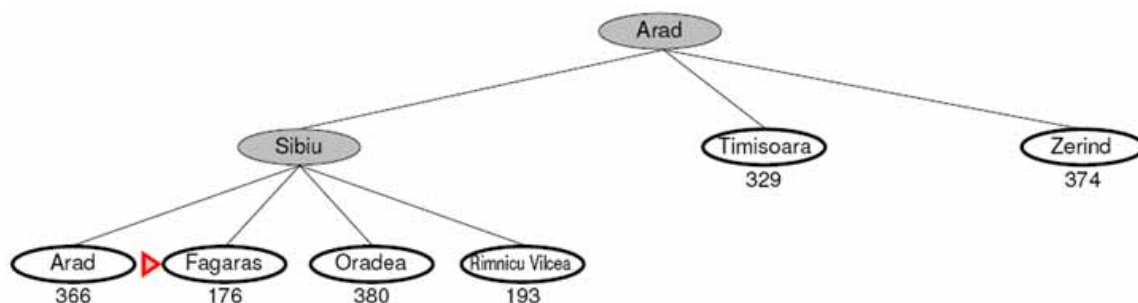 Arad
Sibiu
Timisoara
Zerind
329
374
Arad
Fagaras
Oradea
Rimnicu Vilcea
366
176
380
193